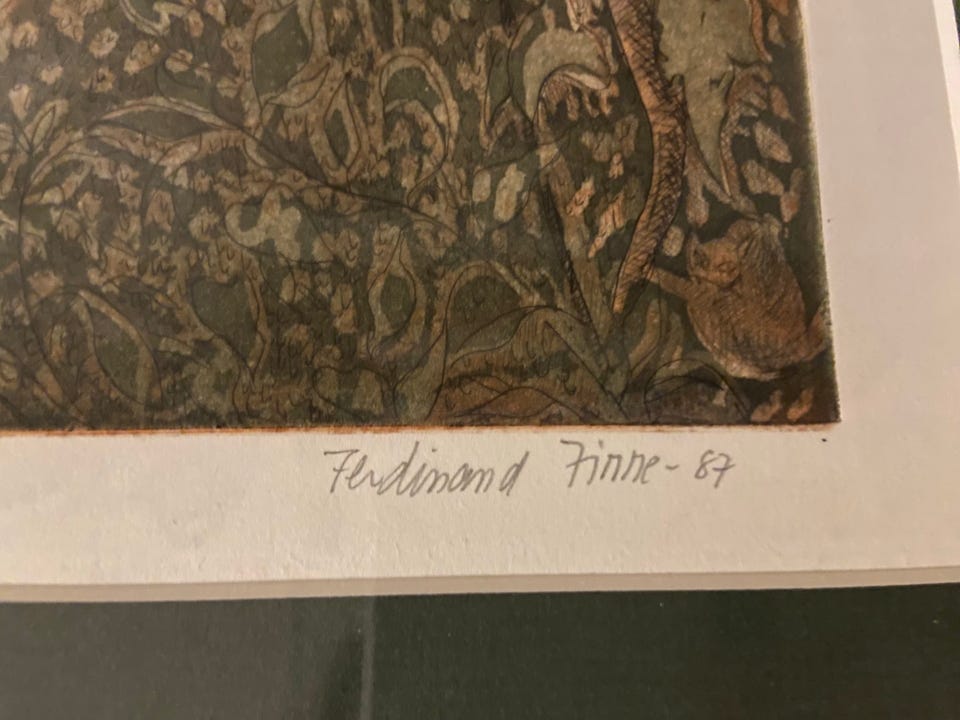 Ferdinand Finne - 87